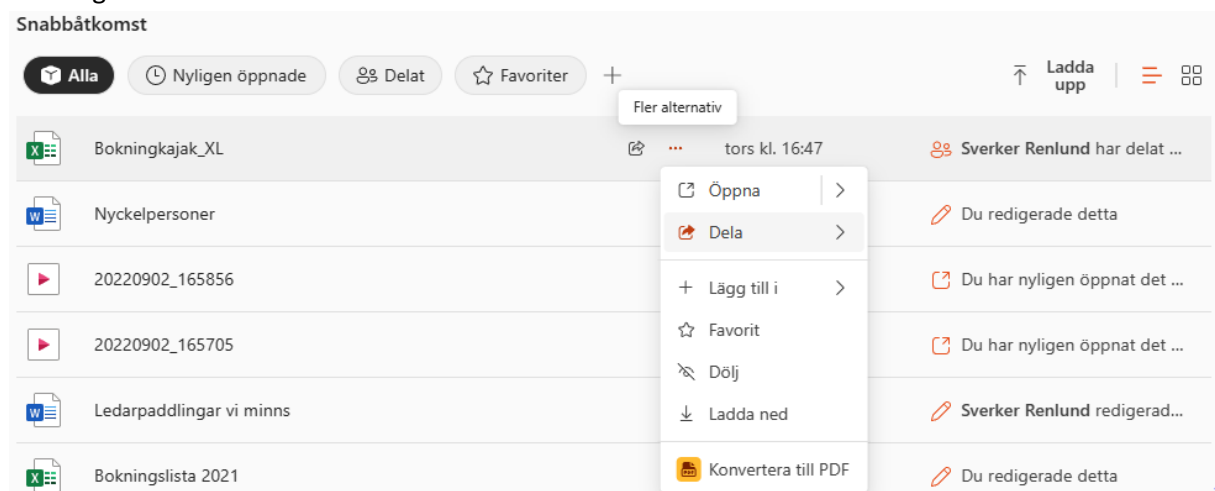 Snabbåtkomst
Alla
Nyligen öppnade
Delat
Favoriter
Ladda
upp
Fler alternativ
Bokningkajak_XL
tors kl. 16:47
Sverker Renlund har delat ...
Öppna
Nyckelpersoner
Du redigerade detta
Dela
20220902_165856
Lägg till i
Du har nyligen öppnat det ...
Favorit
20220902_165705
Du har nyligen öppnat det ...
Dölj
Ledarpaddlingar vi minns
Ladda ned
Sverker Renlund redigerad...
Konvertera till PDF
Bokningslista 2021
Du redigerade detta